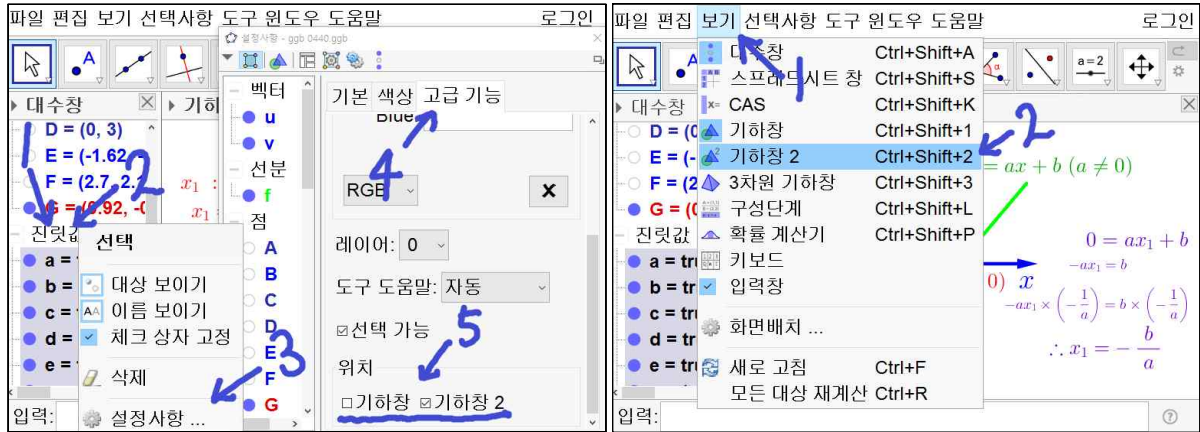 파일 편집 보기 선택사항 도구 윈도우 도움말 로그인
설정사항 - ggb 0440.ggb
대수창
기하
D = (0, 3)
E = (-1.62
F = (2.7, 2.
G = (0.92, -0
x₁ :
x₁
진릿값
a =
b =
c =
d =
e =
입력:
1
2
선택
대상 보이기
이름 보이기
체크 상자 고정
삭제
설정사항 ...
3
벡터
u
v
선분
f
점
A
B
C
D
E
F
G
기본 색상 고급 기능
4
Blue
RGB
x
레이어: 0
도구 도움말: 자동
선택 가능
5
위치
기하창 기하창 2
파일 편집 보기 선택사항 도구 윈도우 도움말 로그인
a = 2
대수창
D = (0
E = (-
F = (2
G = (0
진릿값
a = tr
b = tr
c = tr
d = tr
e = tr
입력:
대수창 Ctrl+Shift+A
스프레드시트 창 Ctrl+Shift+S
CAS Ctrl+Shift+K
기하창 Ctrl+Shift+1
기하창 2 Ctrl+Shift+2
3차원 기하창 Ctrl+Shift+3
구성단계 Ctrl+Shift+L
확률 계산기 Ctrl+Shift+P
키보드
입력창
화면배치 ...
새로 고침 Ctrl+F
모든 대상 재계산 Ctrl+R
1
2
= ax + b (a ≠ 0)
0) x
0 = ax₁ + b
-ax₁ = b
-ax₁ × (-1/a) = b × (-1/a)
∴ x₁ = - b/a